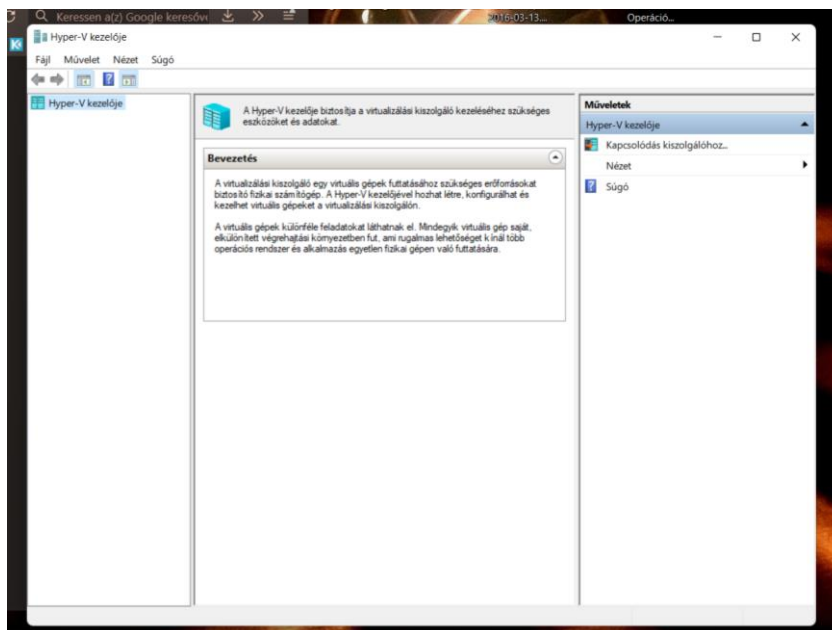 Keressen a(z) Google keresőve
2016-03-13....
Operáció...
Hyper-V kezelője
Fájl Művelet Nézet Súgó
Hyper-V kezelője
A Hyper-V kezelője biztosítja a virtualizálási kiszolgáló kezeléséhez szükséges
eszközöket és adatokat.
Bevezetés
A virtualizálási kiszolgáló egy virtuális gépek futtatásához szükséges erőforrásokat
biztosító fizikai számítógép. A Hyper-V kezelőjével hozhat létre, konfigurálhat és
kezelhet virtuális gépeket a virtualizálási kiszolgálón.
A virtuális gépek különféle feladatokat láthatnak el. Mindegyik virtuális gép saját,
elkülönített végrehajtási környezetben fut, ami rugalmas lehetőséget kínál több
operációs rendszer és alkalmazás egyetlen fizikai gépen való futtatására.
Műveletek
Hyper-V kezelője
Kapcsolódás kiszolgálóhoz...
Nézet
Súgó